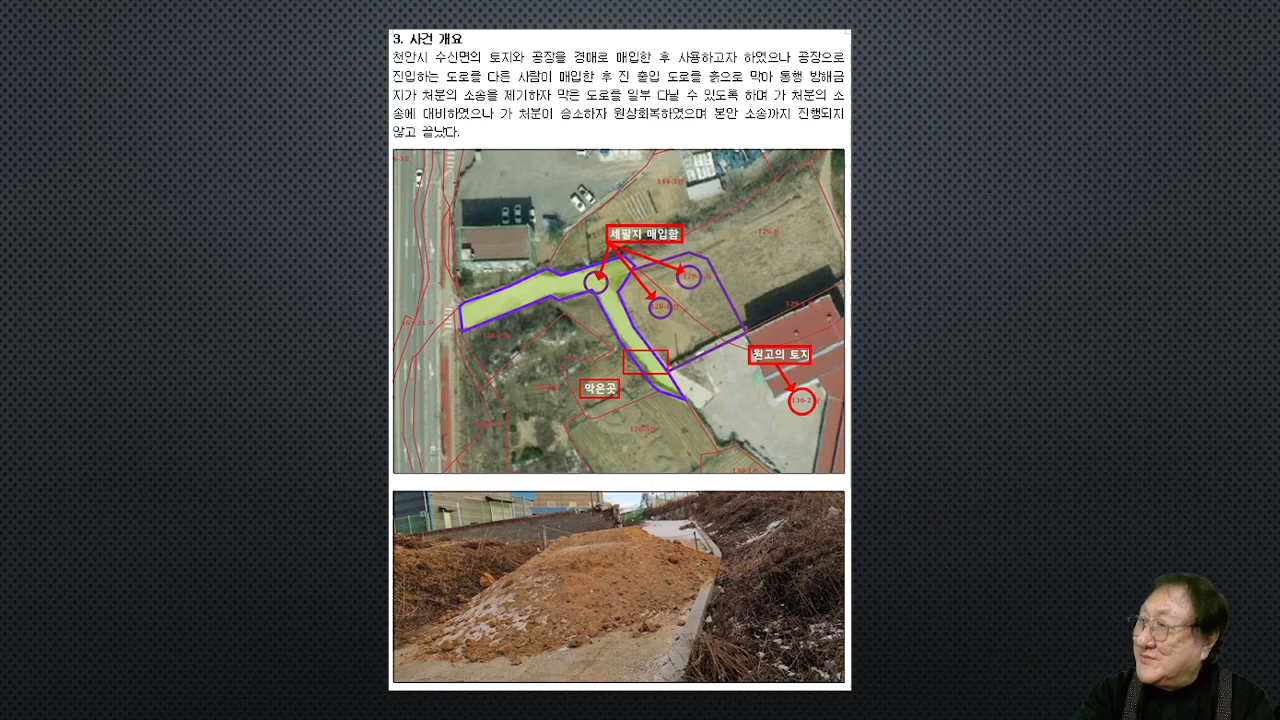 3. 사건 개요
천안시 수신면의 토지와 공장을 경매로 매입한 후 사용하고자 하였으나 공장으로
진입하는 도로를 다른 사람이 매입한 후 진 출입 도로를 흙으로 막아 통행 방해금
지가 처분의 소송을 제기하자 막은 도로를 일부 다닐 수 있도록 하며 가 처분의 소
송에 대비하였으나 가 처분이 승소하자 원상회복하였으며 본안 소송까지 진행되지
않고 끝났다.
144-3
세필지 매입함
129-
원고의 토지
막은곳
130-2